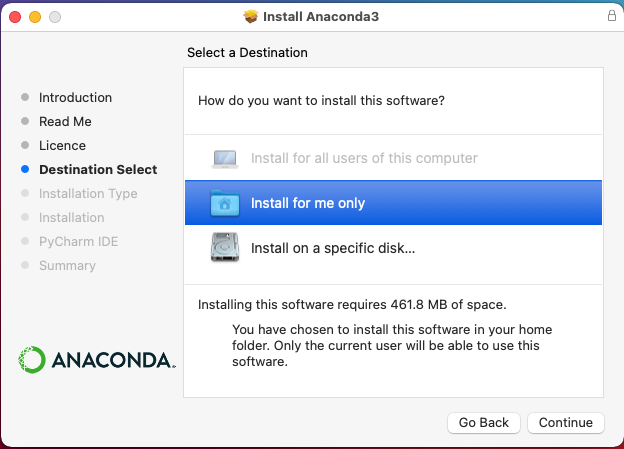 Install Anaconda3
Select a Destination
Introduction
Read Me
Licence
Destination Select
Installation Type
Installation
PyCharm IDE
Summary
How do you want to install this software?
Install for all users of this computer
Install for me only
Install on a specific disk...
Installing this software requires 461.8 MB of space.
You have chosen to install this software in your home
folder. Only the current user will be able to use this
software.
ANACONDA.
Go Back
Continue